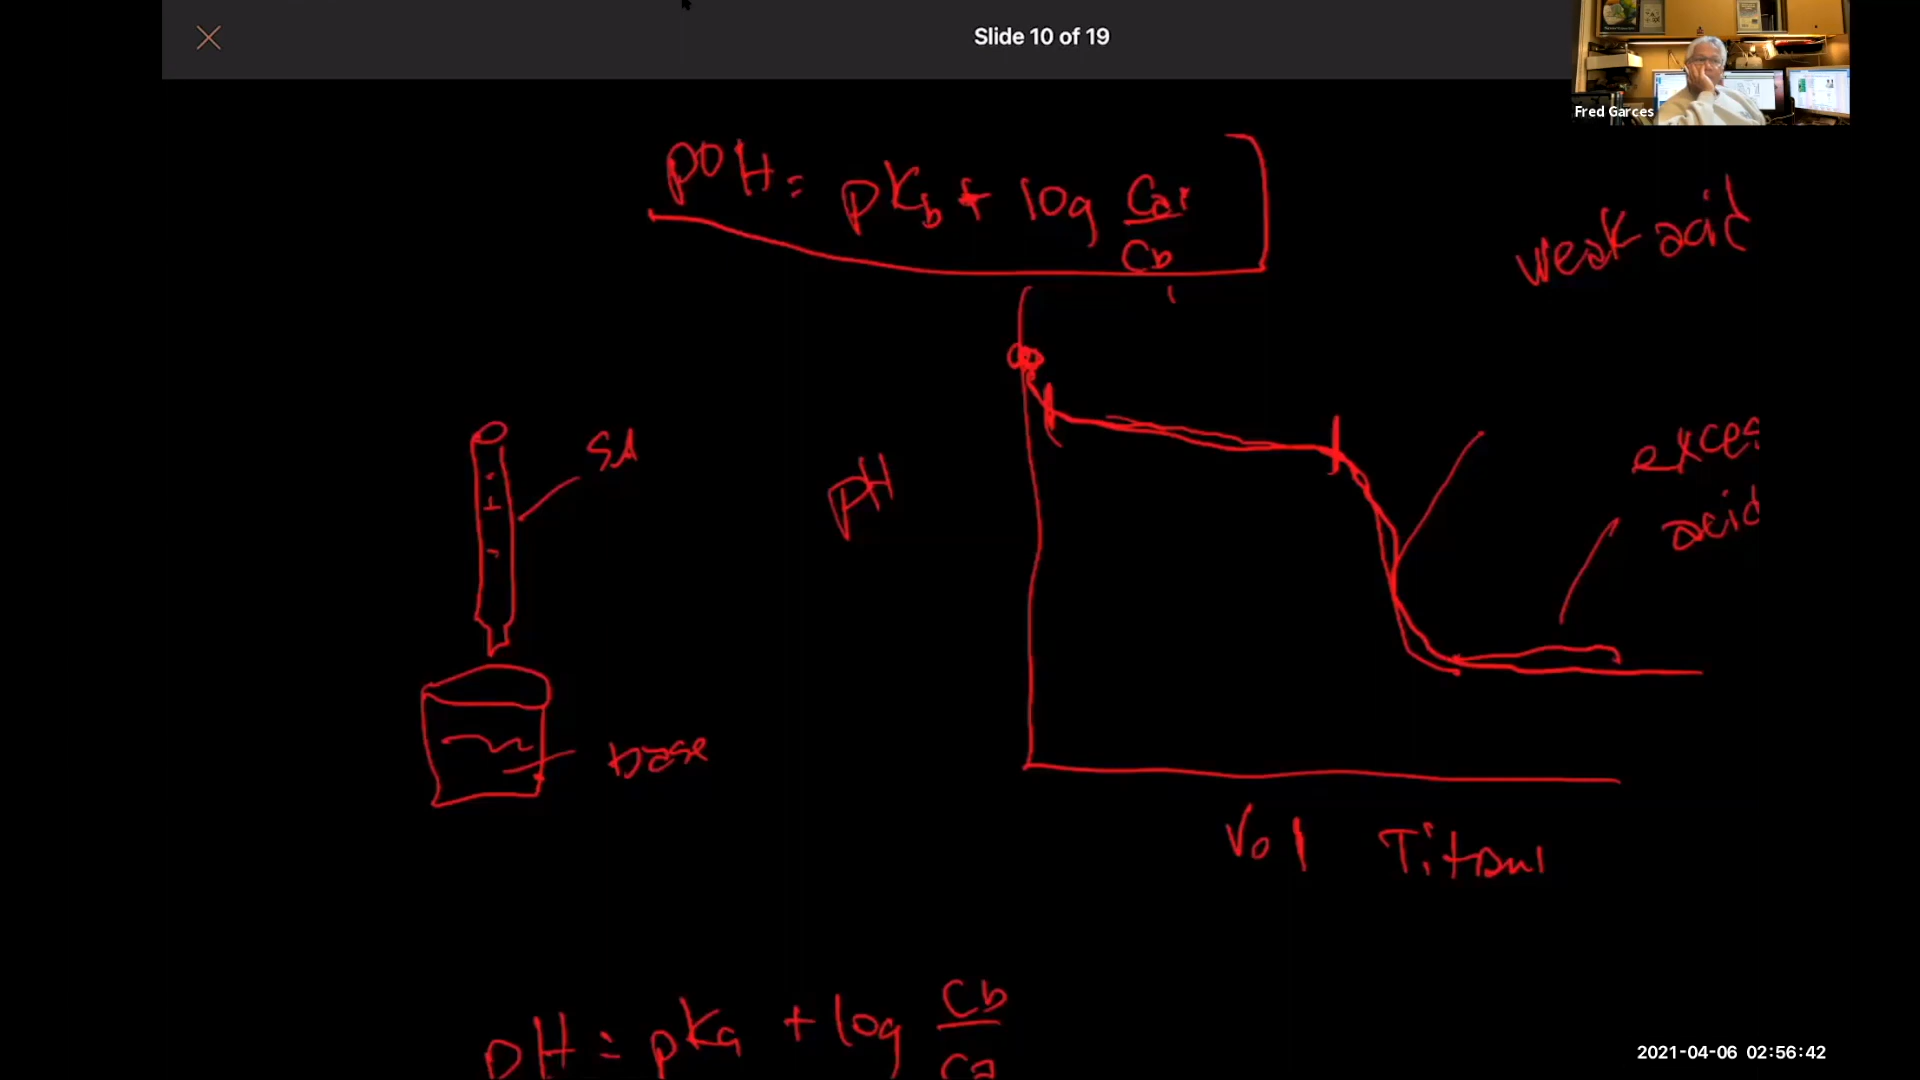 Slide 10 of 19
Fred Garces
pOH = pKb + log Ca / Cb
weak acid
SA
pH
exces
acid
base
Vol Titrant
pH = pKa + log Cb / Ca
2021-04-06 02:56:42